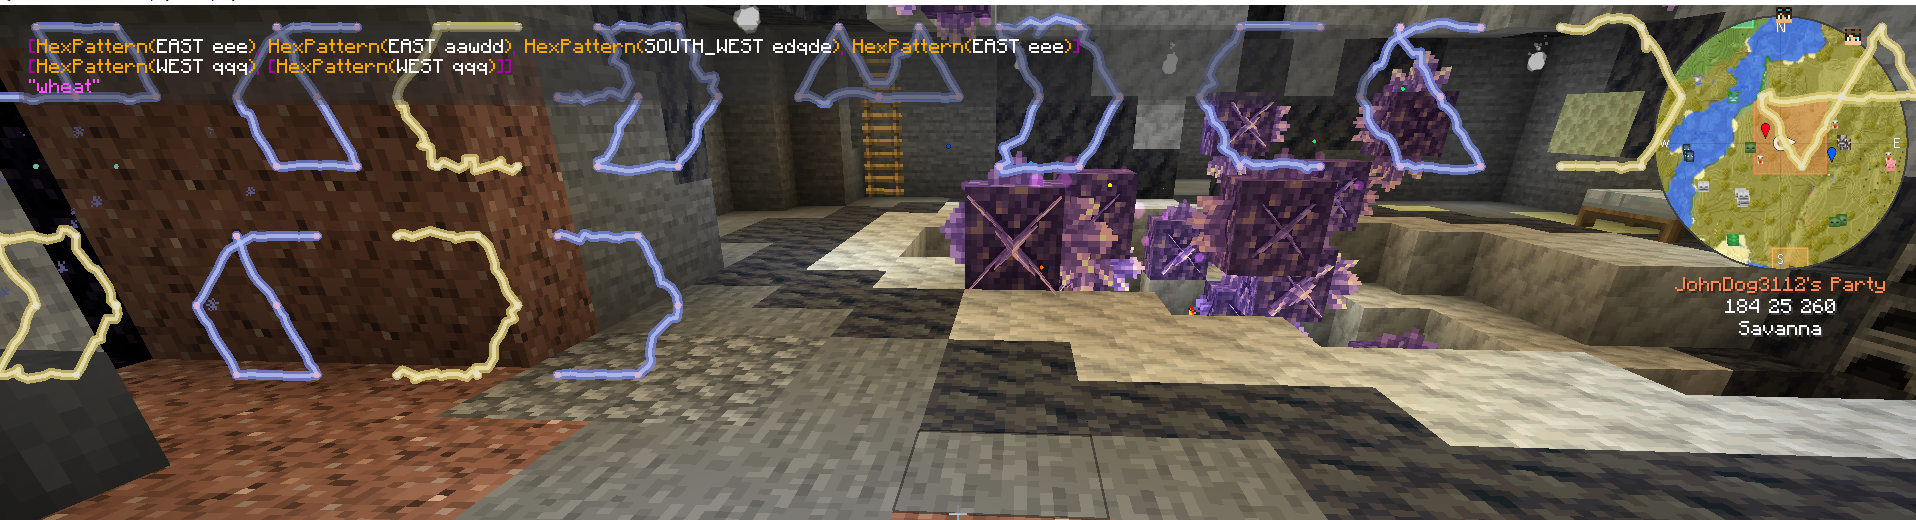 [HexPattern(EAST eee) HexPattern(EAST aawdd) HexPattern(SOUTH_WEST edqde) HexPattern(EAST eee)]
[HexPattern(WEST qqq) [HexPattern(WEST qqq)]]
"wheat"
N
W
E
S
JohnDog3112's Party
184 25 260
Savanna